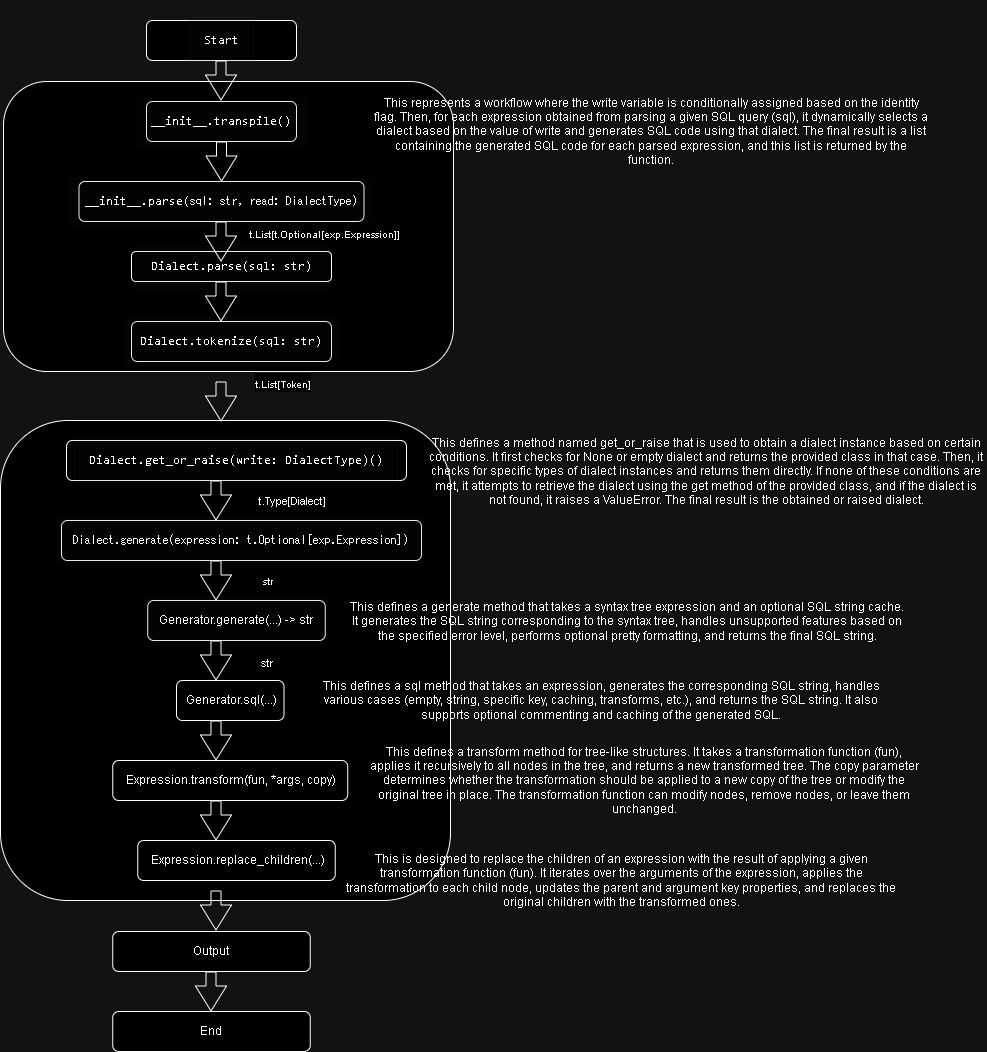 Start
__init__.transpile()
This represents a workflow where the write variable is conditionally assigned based on the identity
flag. Then, for each expression obtained from parsing a given SQL query (sql), it dynamically selects a
dialect based on the value of write and generates SQL code using that dialect. The final result is a list
containing the generated SQL code for each parsed expression, and this list is returned by the
function.
__init__.parse(sql: str, read: DialectType)
t.List[t.Optional[exp.Expression]]
Dialect.parse(sql: str)
Dialect.tokenize(sql: str)
t.List[Token]
Dialect.get_or_raise(write: DialectType)()
This defines a method named get_or_raise that is used to obtain a dialect instance based on certain
conditions. It first checks for None or empty dialect and returns the provided class in that case. Then, it
checks for specific types of dialect instances and returns them directly. If none of these conditions are
met, it attempts to retrieve the dialect using the get method of the provided class, and if the dialect is
not found, it raises a ValueError. The final result is the obtained or raised dialect.
t.Type[Dialect]
Dialect.generate(expression: t.Optional[exp.Expression])
str
Generator.generate(...) -> str
This defines a generate method that takes a syntax tree expression and an optional SQL string cache.
It generates the SQL string corresponding to the syntax tree, handles unsupported features based on
the specified error level, performs optional pretty formatting, and returns the final SQL string.
str
Generator.sql(...)
This defines a sql method that takes an expression, generates the corresponding SQL string, handles
various cases (empty, string, specific key, caching, transforms, etc.), and returns the SQL string. It also
supports optional commenting and caching of the generated SQL.
Expression.transform(fun, *args, copy)
This defines a transform method for tree-like structures. It takes a transformation function (fun),
applies it recursively to all nodes in the tree, and returns a new transformed tree. The copy parameter
determines whether the transformation should be applied to a new copy of the tree or modify the
original tree in place. The transformation function can modify nodes, remove nodes, or leave them
unchanged.
Expression.replace_children(...)
This is designed to replace the children of an expression with the result of applying a given
transformation function (fun). It iterates over the arguments of the expression, applies the
transformation to each child node, updates the parent and argument key properties, and replaces the
original children with the transformed ones.
Output
End